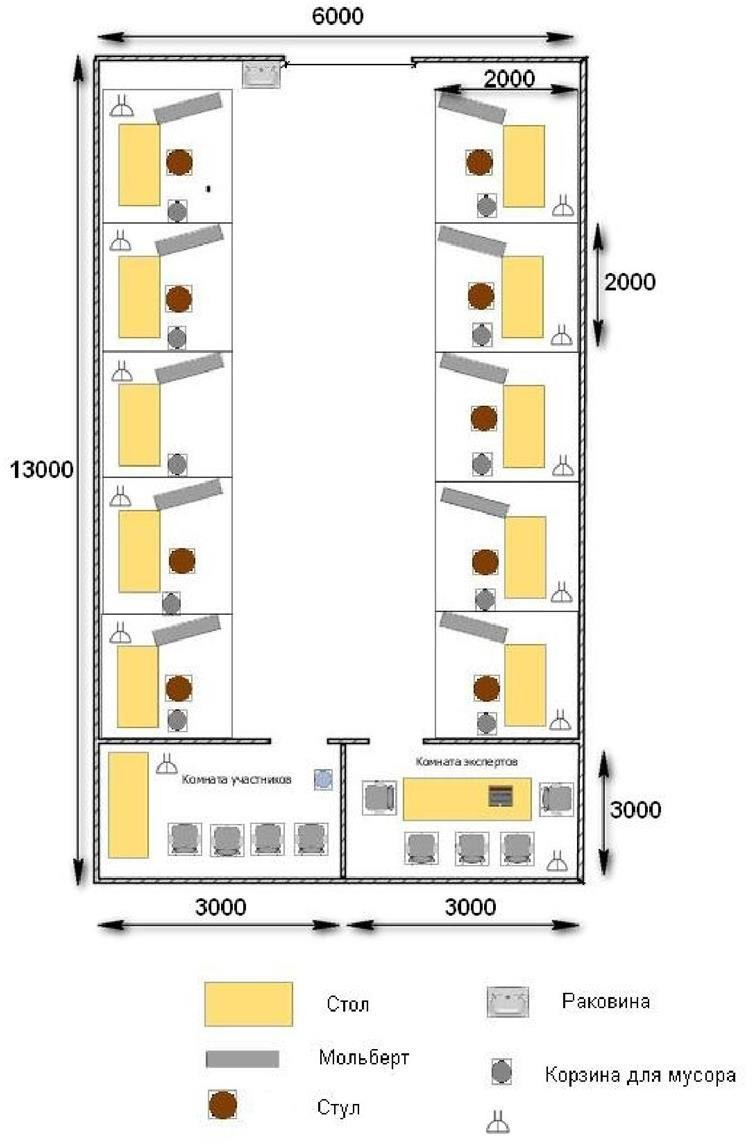 6000
2000
2000
13000
Комната участников
Комната экспертов
3000
3000
3000
Стол
Раковина
Мольберт
Корзина для мусора
Стул